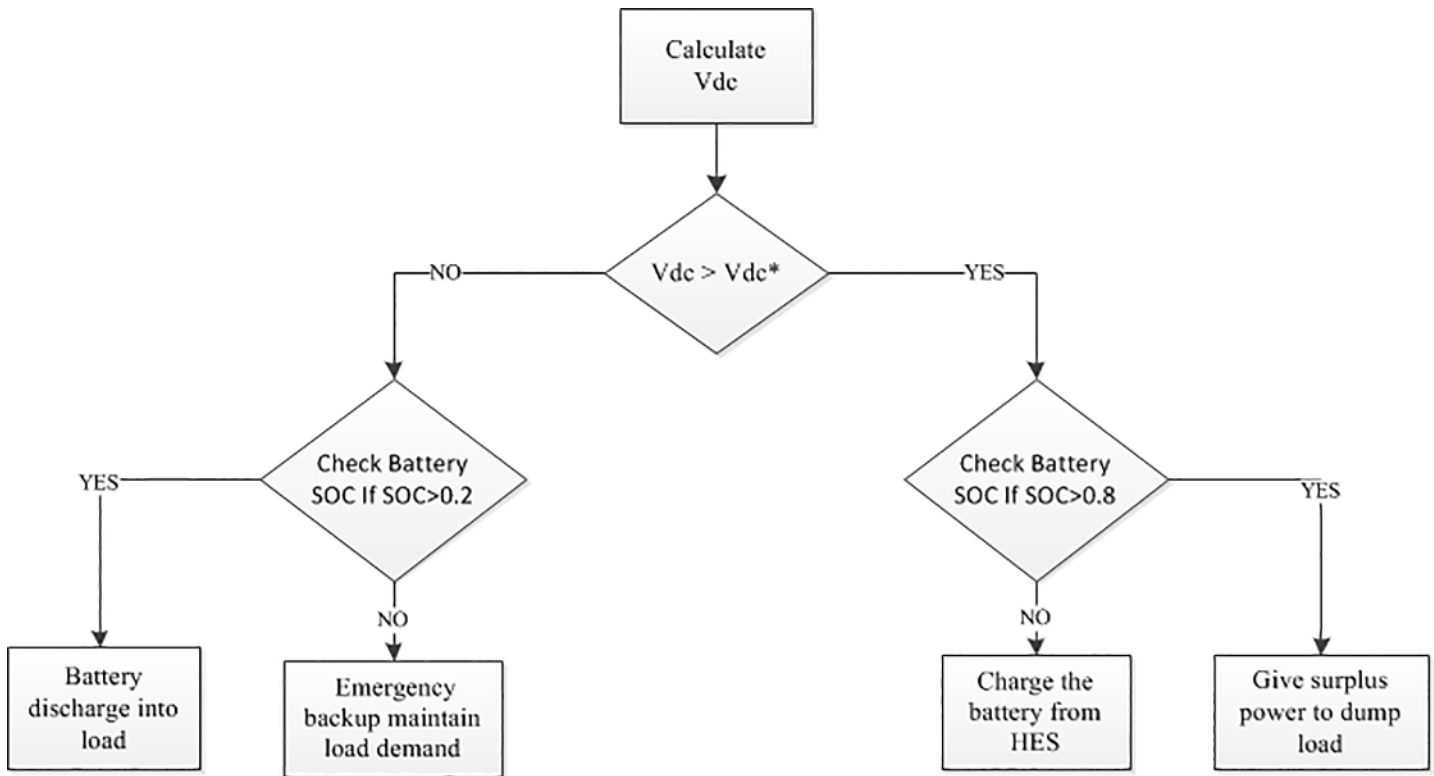 Calculate
Vdc
Vdc > Vdc*
NO
YES
Check Battery
SOC If SOC>0.2
Check Battery
SOC If SOC>0.8
YES
YES
NO
NO
Battery
discharge into
load
Emergency
backup maintain
load demand
Charge the
battery from
HES
Give surplus
power to dump
load